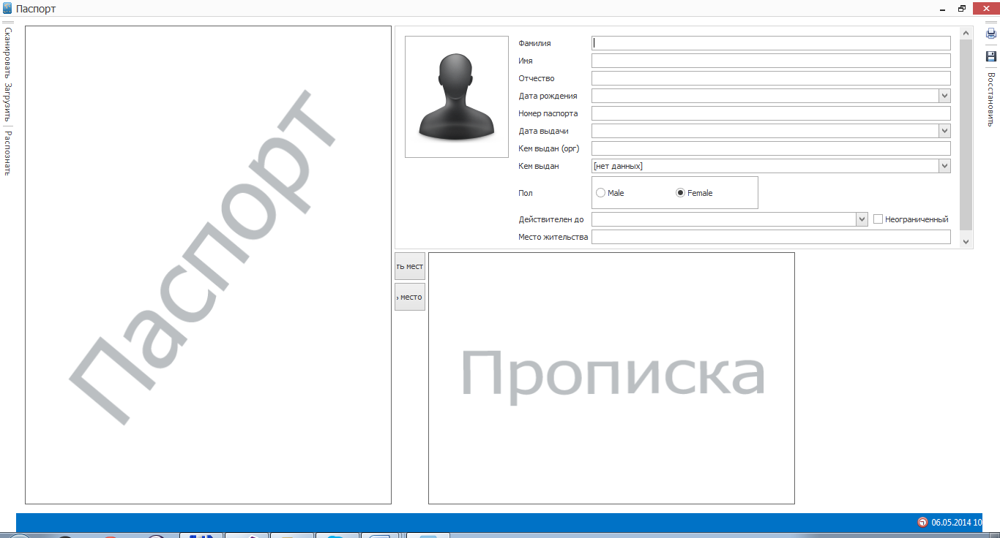 Паспорт
Сканировать
Загрузить
Распознать
Паспорт
Фамилия
Имя
Отчество
Дата рождения
Номер паспорта
Дата выдачи
Кем выдан (орг)
Кем выдан [нет данных]
Пол Male Female
Действителен до Неограниченный
Место жительства
Восстановить
ть мест
ь место
Прописка
06.05.2014 10